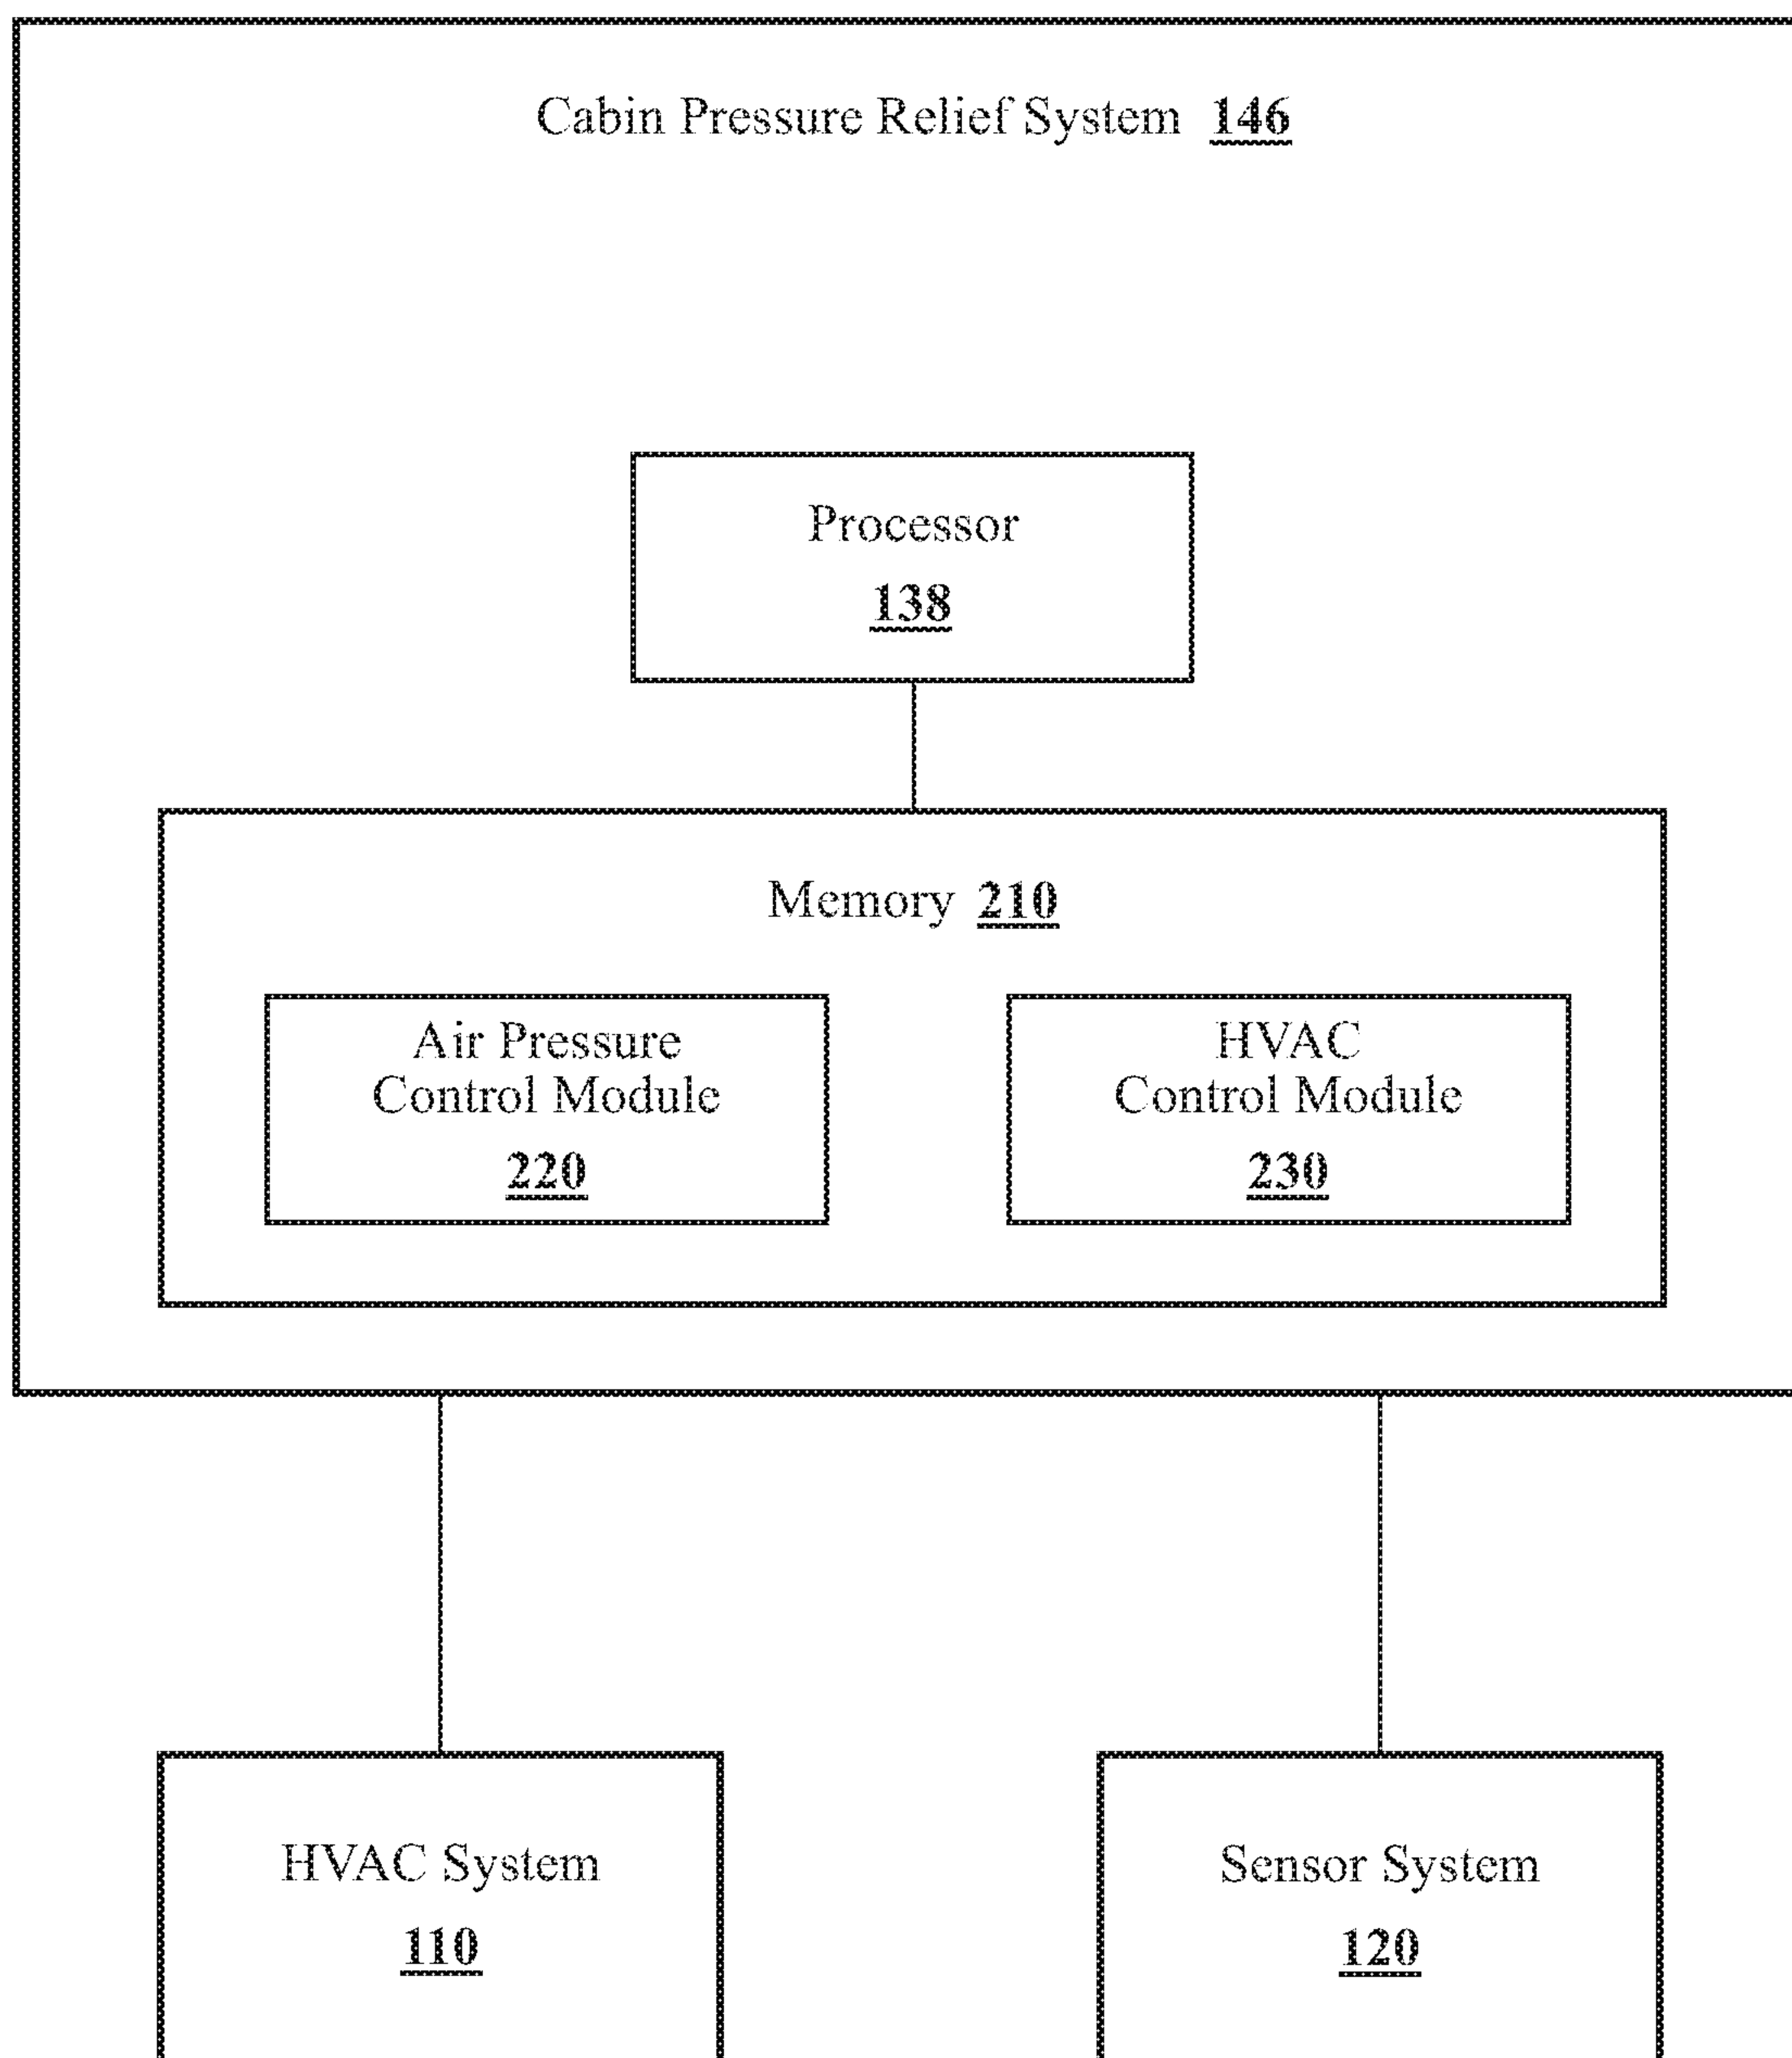 Cabin Pressure Relief System 146
Processor
138
Memory 210
Air Pressure
Control Module
220
HVAC
Control Module
230
HVAC System
110
Sensor System
120